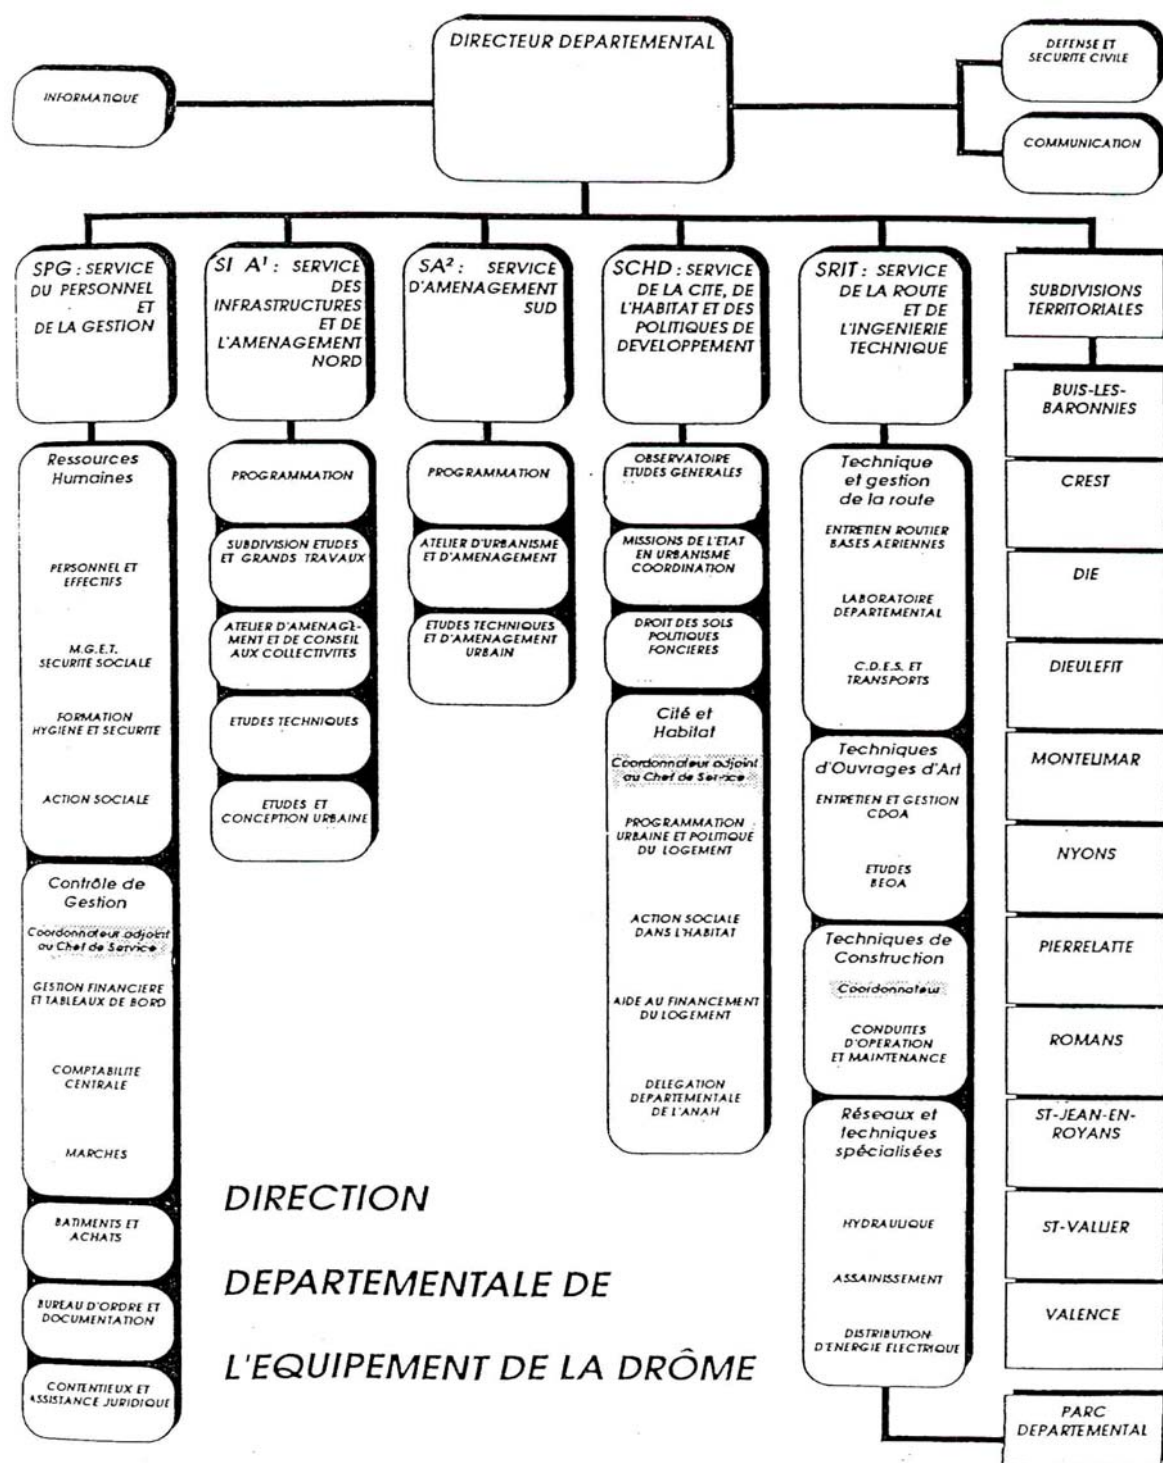 DIRECTEUR DEPARTEMENTAL
INFORMATIQUE
DEFENSE ET
SECURITE CIVILE
COMMUNICATION
SPG : SERVICE
DU PERSONNEL
ET
DE LA GESTION
Ressources
Humaines
PERSONNEL ET
EFFECTIFS
M.G.E.T.
SECURITE SOCIALE
FORMATION
HYGIENE ET SECURITE
ACTION SOCIALE
Contrôle de
Gestion
Coordonnateur adjoint
au Chef de Service
GESTION FINANCIERE
ET TABLEAUX DE BORD
COMPTABILITE
CENTRALE
MARCHES
BATIMENTS ET
ACHATS
BUREAU D'ORDRE ET
DOCUMENTATION
CONTENTIEUX ET
ASSISTANCE JURIDIQUE
SI A¹ : SERVICE
DES
INFRASTRUCTURES
ET DE
L'AMENAGEMENT
NORD
PROGRAMMATION
SUBDIVISION ETUDES
ET GRANDS TRAVAUX
ATELIER D'AMENAGE-
MENT ET DE CONSEIL
AUX COLLECTIVITES
ETUDES TECHNIQUES
ETUDES ET
CONCEPTION URBAINE
SA² : SERVICE
D'AMENAGEMENT
SUD
PROGRAMMATION
ATELIER D'URBANISME
ET D'AMENAGEMENT
ETUDES TECHNIQUES
ET D'AMENAGEMENT
URBAIN
SCHD : SERVICE
DE LA CITE, DE
L'HABITAT ET DES
POLITIQUES DE
DEVELOPPEMENT
OBSERVATOIRE
ETUDES GENERALES
MISSIONS DE L'ETAT
EN URBANISME
COORDINATION
DROIT DES SOLS
POLITIQUES
FONCIERES
Cité et
Habitat
Coordonnateur adjoint
au Chef de Service
PROGRAMMATION
URBAINE ET POLITIQUE
DU LOGEMENT
ACTION SOCIALE
DANS L'HABITAT
AIDE AU FINANCEMENT
DU LOGEMENT
DELEGATION
DEPARTEMENTALE
DE L'ANAH
SRIT : SERVICE
DE LA ROUTE
ET DE
L'INGENIERIE
TECHNIQUE
Technique
et gestion
de la route
ENTRETIEN ROUTIER
BASES AERIENNES
LABORATOIRE
DEPARTEMENTAL
C.D.E.S. ET
TRANSPORTS
Techniques
d'Ouvrages d'Art
ENTRETIEN ET GESTION
CDOA
ETUDES
BEOA
Techniques de
Construction
Coordonnateur
CONDUITES
D'OPERATION
ET MAINTENANCE
Réseaux et
techniques
spécialisées
HYDRAULIQUE
ASSAINISSEMENT
DISTRIBUTION
D'ENERGIE ELECTRIQUE
SUBDIVISIONS
TERRITORIALES
BUIS-LES-
BARONNIES
CREST
DIE
DIEULEFIT
MONTELIMAR
NYONS
PIERRELATTE
ROMANS
ST-JEAN-EN-
ROYANS
ST-VALLIER
VALENCE
PARC
DEPARTEMENTAL
DIRECTION
DEPARTEMENTALE DE
L'EQUIPEMENT DE LA DRÔME